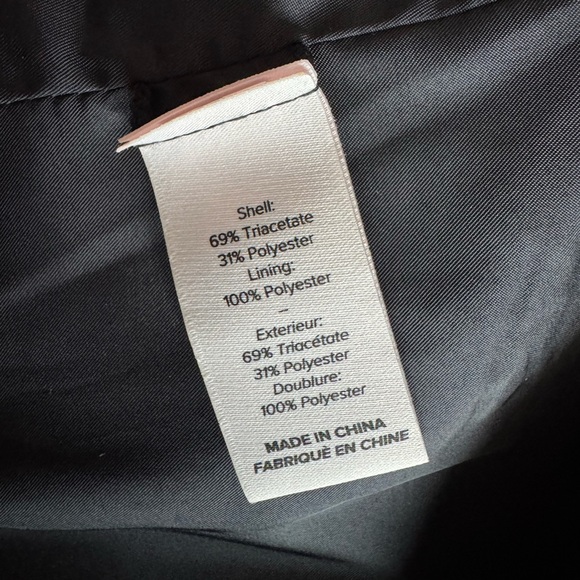 Shell:
69% Triacetate
31% Polyester
Lining:
100% Polyester
–
Exterieur:
69% Triacétate
31% Polyester
Doublure:
100% Polyester
MADE IN CHINA
FABRIQUÈ EN CHINE